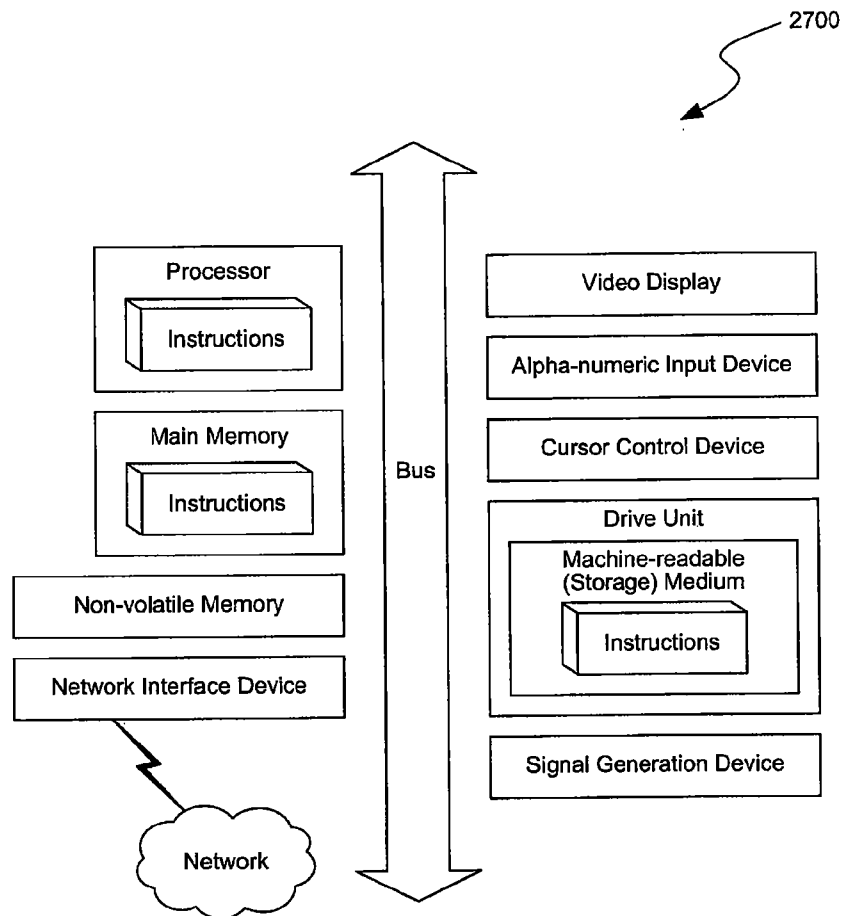 2700
Processor
Instructions
Main Memory
Instructions
Non-volatile Memory
Network Interface Device
Network
Bus
Video Display
Alpha-numeric Input Device
Cursor Control Device
Drive Unit
Machine-readable
(Storage) Medium
Instructions
Signal Generation Device